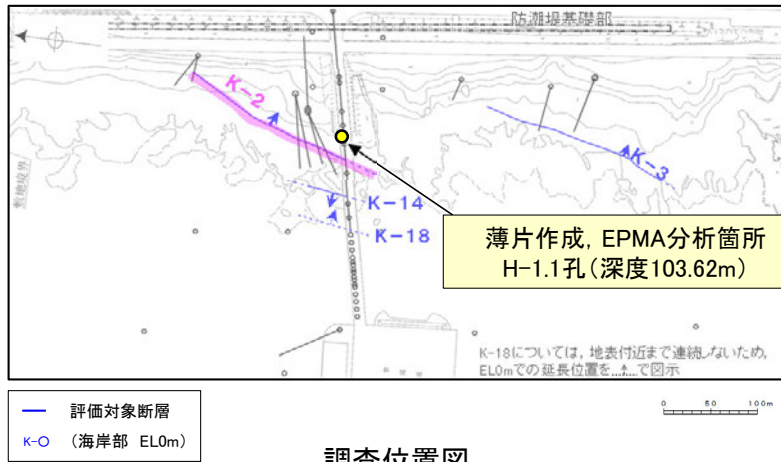 防潮堤基礎部
K-2
K-3
敷地境界
K-14
K-18
薄片作成, EPMA分析箇所
H-1.1孔(深度103.62m)
K-18については, 地表付近まで連続しないため,
EL0mでの延長位置を…↑…で図示
評価対象断層
K-○ (海岸部 EL0m)
0 50 100m
調査位置図